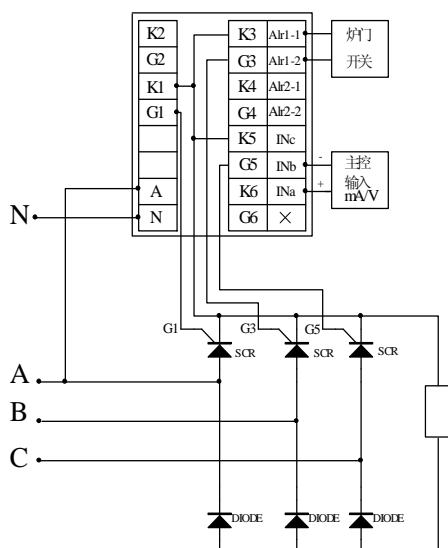 K2 K3 Alr1-1 炉门
G2 G3 Alr1-2 开关
K1 K4 Alr2-1
G1 G4 Alr2-2
K5 INc
G5 INb - 主控
A K6 INa + 输入
mA/V
N N G6 ×
G1 G3 G5
SCR SCR SCR
A
B
C
DIODE DIODE DIODE